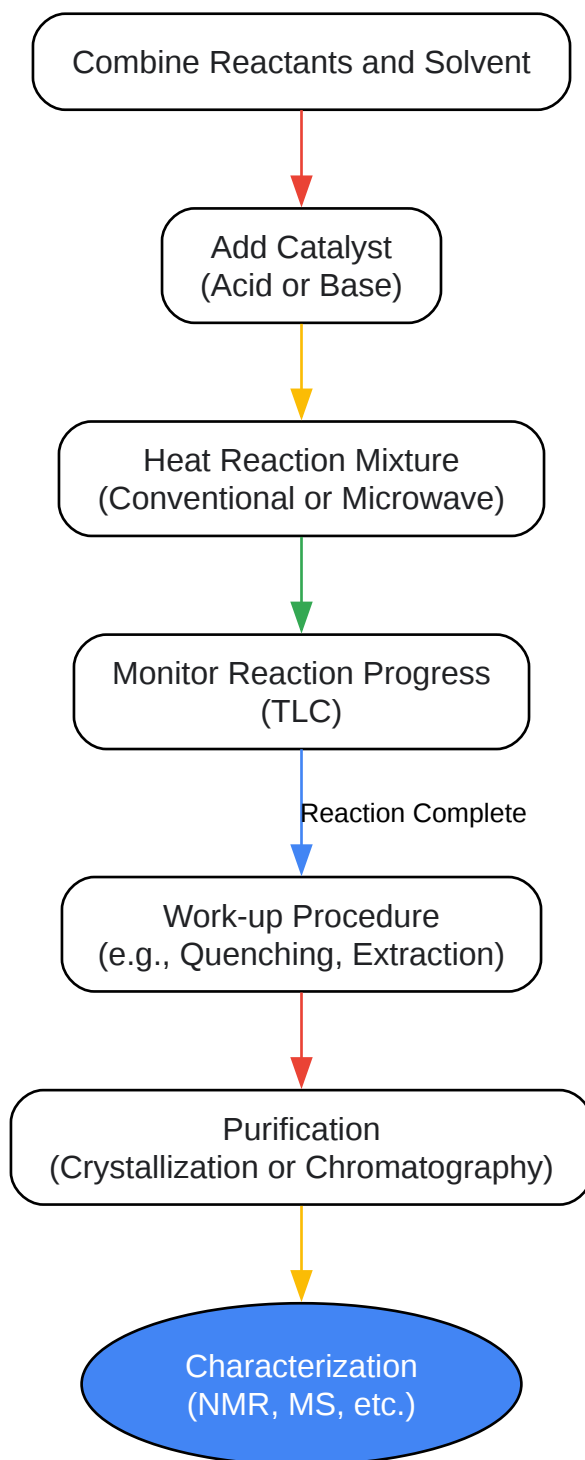 Combine Reactants and Solvent
Add Catalyst
(Acid or Base)
Heat Reaction Mixture
(Conventional or Microwave)
Monitor Reaction Progress
(TLC)
Reaction Complete
Work-up Procedure
(e.g., Quenching, Extraction)
Purification
(Crystallization or Chromatography)
Characterization
(NMR, MS, etc.)